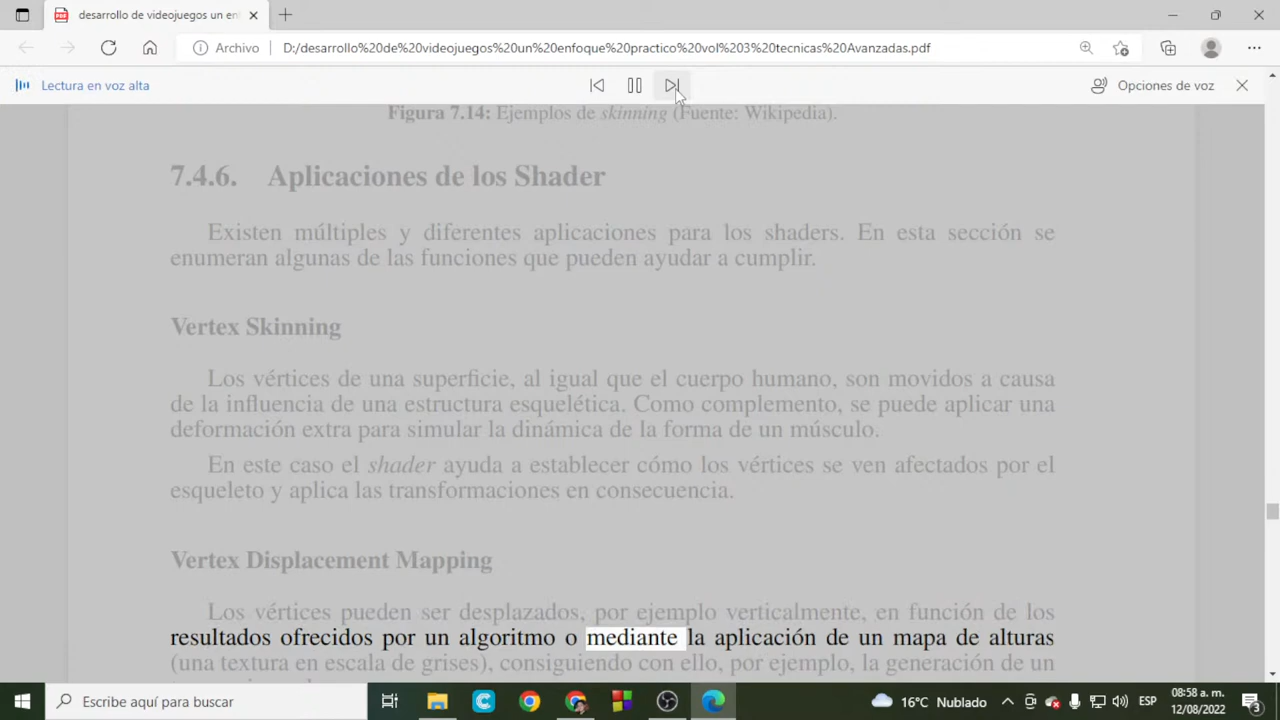 desarrollo de videojuegos un en
Archivo
D:/desarrollo%20de%20videojuegos%20un%20enfoque%20practico%20vol%203%20tecnicas%20Avanzadas.pdf
Lectura en voz alta
Opciones de voz
Figura 7.14: Ejemplos de skinning (Fuente: Wikipedia).
7.4.6. Aplicaciones de los Shader
Existen múltiples y diferentes aplicaciones para los shaders. En esta sección se
enumeran algunas de las funciones que pueden ayudar a cumplir.
Vertex Skinning
Los vértices de una superficie, al igual que el cuerpo humano, son movidos a causa
de la influencia de una estructura esquelética. Como complemento, se puede aplicar una
deformación extra para simular la dinámica de la forma de un músculo.
En este caso el shader ayuda a establecer cómo los vértices se ven afectados por el
esqueleto y aplica las transformaciones en consecuencia.
Vertex Displacement Mapping
Los vértices pueden ser desplazados, por ejemplo verticalmente, en función de los
resultados ofrecidos por un algoritmo o mediante la aplicación de un mapa de alturas
(una textura en escala de grises), consiguiendo con ello, por ejemplo, la generación de un
Escribe aquí para buscar
16°C Nublado
ESP
08:58 a. m.
12/08/2022
3